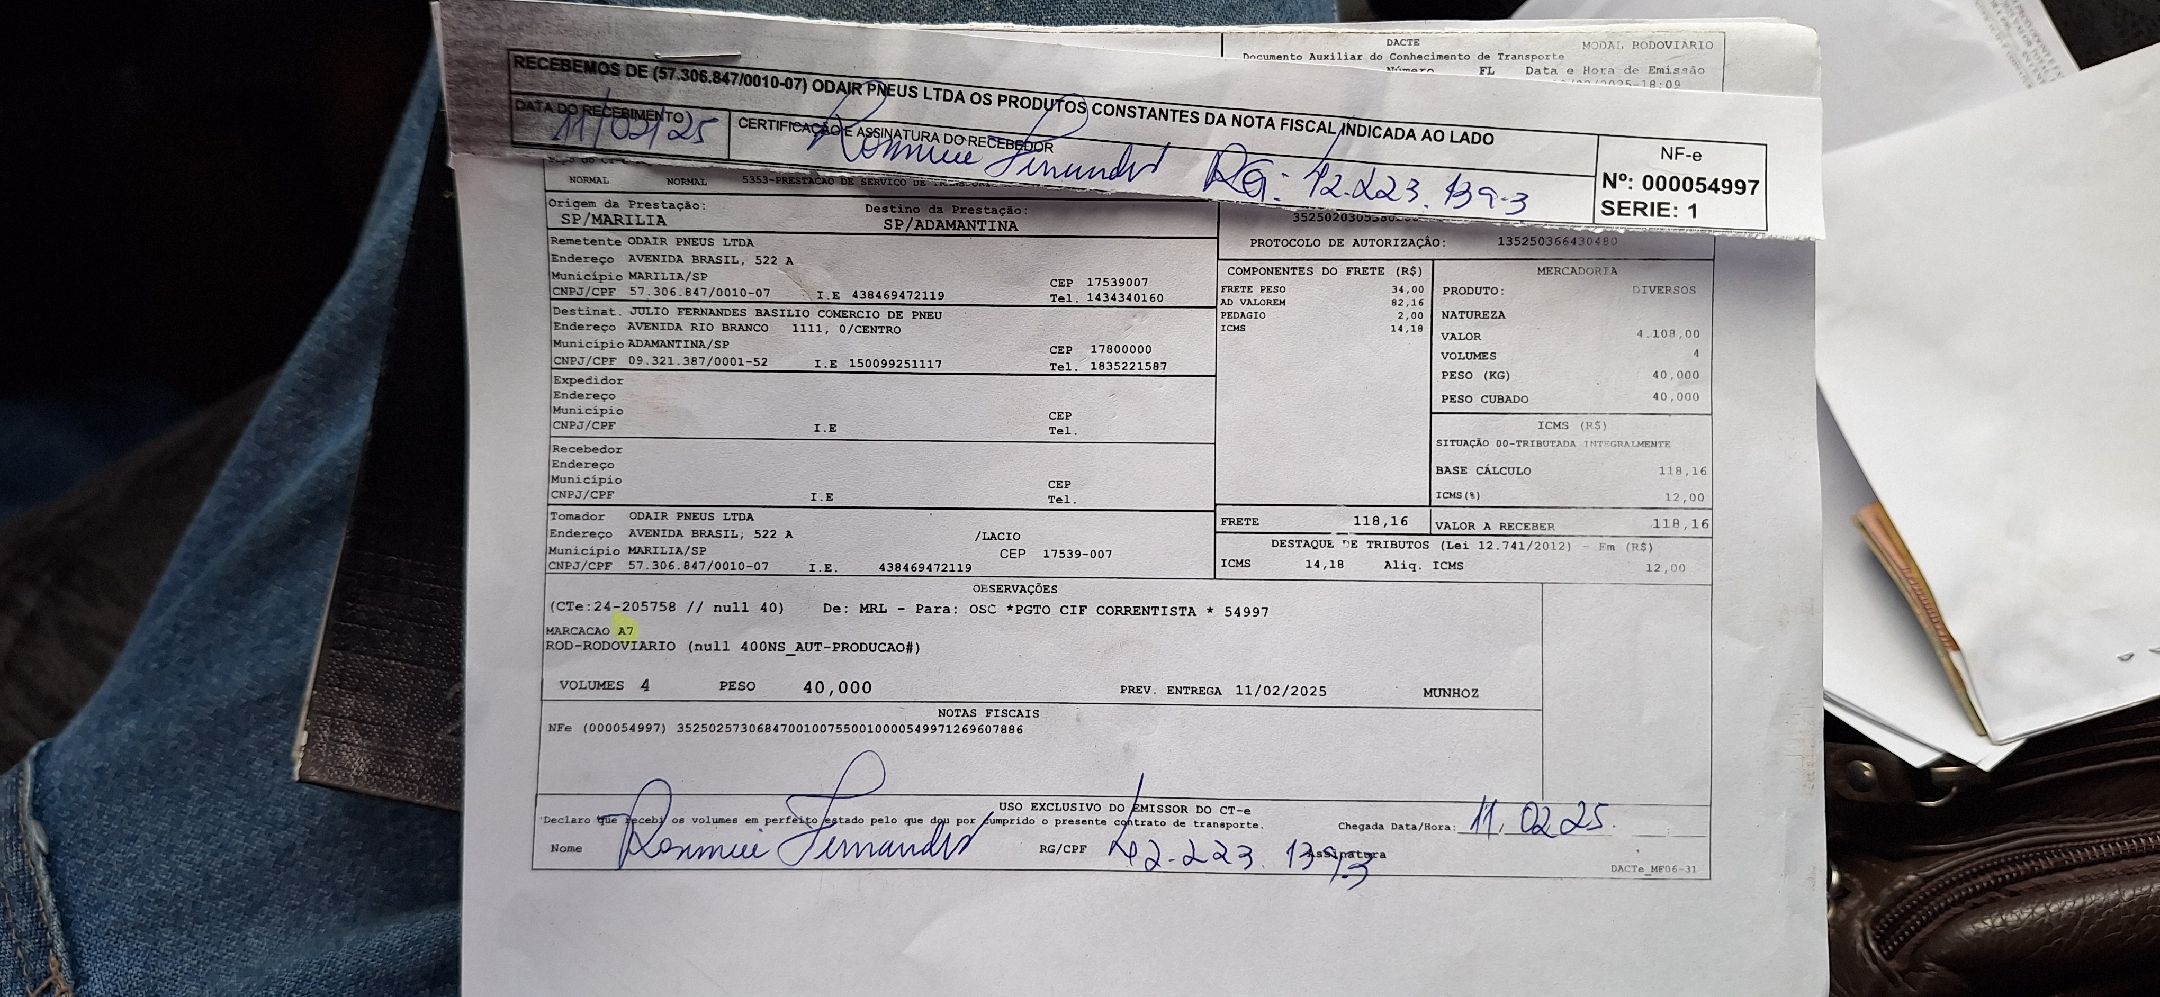 DACTE
MODAL RODOVIARIO
Documento Auxiliar do Conhecimento de Transporte
Número FL Data e Hora de Emissão
18:09
RECEBEMOS DE (57.306.847/0010-07) ODAIR PNEUS LTDA OS PRODUTOS CONSTANTES DA NOTA FISCAL INDICADA AO LADO
DATA DO RECEBIMENTO
11/02/25
CERTIFICAÇÃO E ASSINATURA DO RECEBEDOR
RG: 42.223.139-3
NF-e
Nº: 000054997
SERIE: 1
NORMAL NORMAL 5353-PRESTACAO DE SERVICO DE
Origem da Prestação:
SP/MARILIA
Destino da Prestação:
SP/ADAMANTINA
PROTOCOLO DE AUTORIZAÇÃO: 135250366430480
Remetente ODAIR PNEUS LTDA
Endereço AVENIDA BRASIL, 522 A
Município MARILIA/SP CEP 17539007
CNPJ/CPF 57.306.847/0010-07 I.E 438469472119 Tel. 1434340160
Destinat. JULIO FERNANDES BASILIO COMERCIO DE PNEU
Endereço AVENIDA RIO BRANCO 1111, 0/CENTRO
Município ADAMANTINA/SP CEP 17800000
CNPJ/CPF 09.321.387/0001-52 I.E 150099251117 Tel. 1835221587
Expedidor
Endereço
Município CEP
CNPJ/CPF I.E Tel.
Recebedor
Endereço
Município CEP
CNPJ/CPF I.E Tel.
Tomador ODAIR PNEUS LTDA
Endereço AVENIDA BRASIL, 522 A /LACIO
Município MARILIA/SP CEP 17539-007
CNPJ/CPF 57.306.847/0010-07 I.E. 438469472119
COMPONENTES DO FRETE (R$)
FRETE PESO 34,00
AD VALOREM 82,16
PEDAGIO 2,00
ICMS 14,18
MERCADORIA
PRODUTO: DIVERSOS
NATUREZA
VALOR 4.108,00
VOLUMES 4
PESO (KG) 40,000
PESO CUBADO 40,000
ICMS (R$)
SITUAÇÃO 00-TRIBUTADA INTEGRALMENTE
BASE CÁLCULO 118,16
ICMS(%) 12,00
FRETE 118,16
VALOR A RECEBER 118,16
DESTAQUE DE TRIBUTOS (Lei 12.741/2012) - Em (R$)
ICMS 14,18 Aliq. ICMS 12,00
OBSERVAÇÕES
(CTe:24-205758 // null 40) De: MRL - Para: OSC *PGTO CIF CORRENTISTA * 54997
MARCACAO A7
ROD-RODOVIARIO (null 400NS_AUT-PRODUCAO#)
VOLUMES 4 PESO 40,000 PREV. ENTREGA 11/02/2025 MUNHOZ
NOTAS FISCAIS
NFe (000054997) 35250257306847001007550010000549971269607886
USO EXCLUSIVO DO EMISSOR DO CT-e
Declaro que recebi os volumes em perfeito estado pelo que dou por cumprido o presente contrato de transporte.
Chegada Data/Hora: 11.02.25.
Nome
RG/CPF 42.223.139-3
Assinatura
DACTe_MF06-31